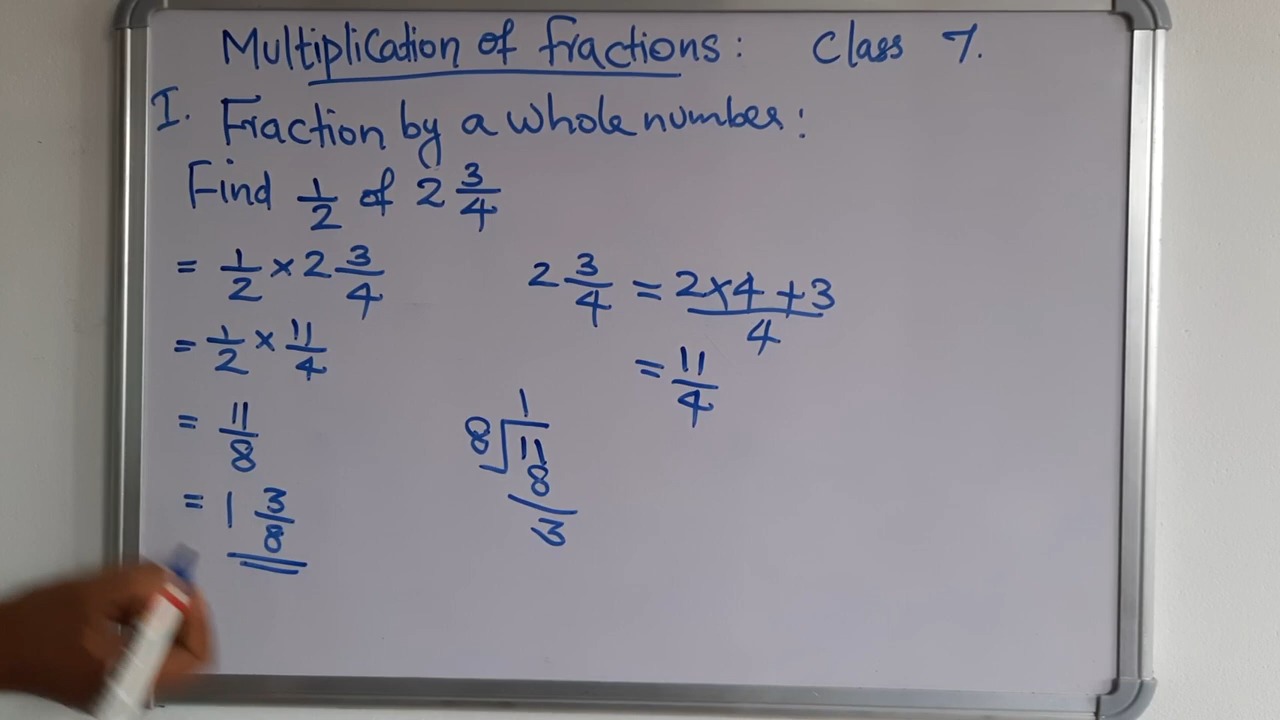 Multiplication of fractions: Class 7.
I. Fraction by a whole number:
Find 1/2 of 2 3/4
= 1/2 × 2 3/4
= 1/2 × 11/4
= 11/8
= 1 3/8
2 3/4 = 2×4+3/4
= 11/4
1
8 11
8
3